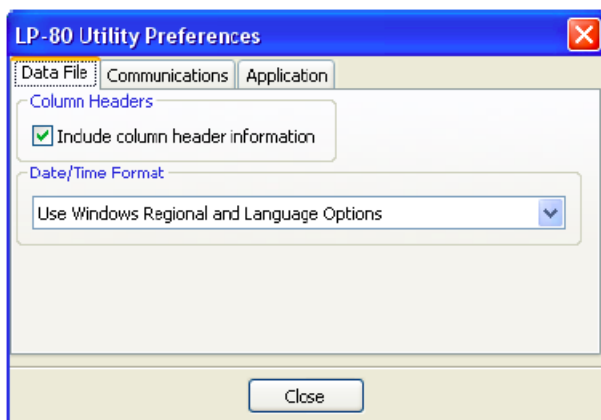 LP-80 Utility Preferences
Data File Communications Application
Column Headers
Include column header information
Date/Time Format
Use Windows Regional and Language Options
Close